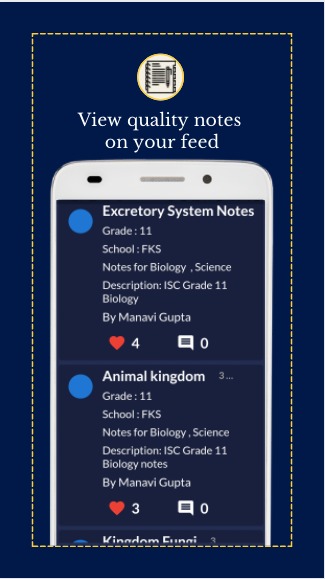 View quality notes
on your feed
Excretory System Notes
Grade : 11
School : FKS
Notes for Biology , Science
Description: ISC Grade 11
Biology
By Manavi Gupta
4 0
Animal kingdom 3 ...
Grade : 11
School : FKS
Notes for Biology , Science
Description: ISC Grade 11
Biology notes
By Manavi Gupta
3 0
Kingdom Fungi 3